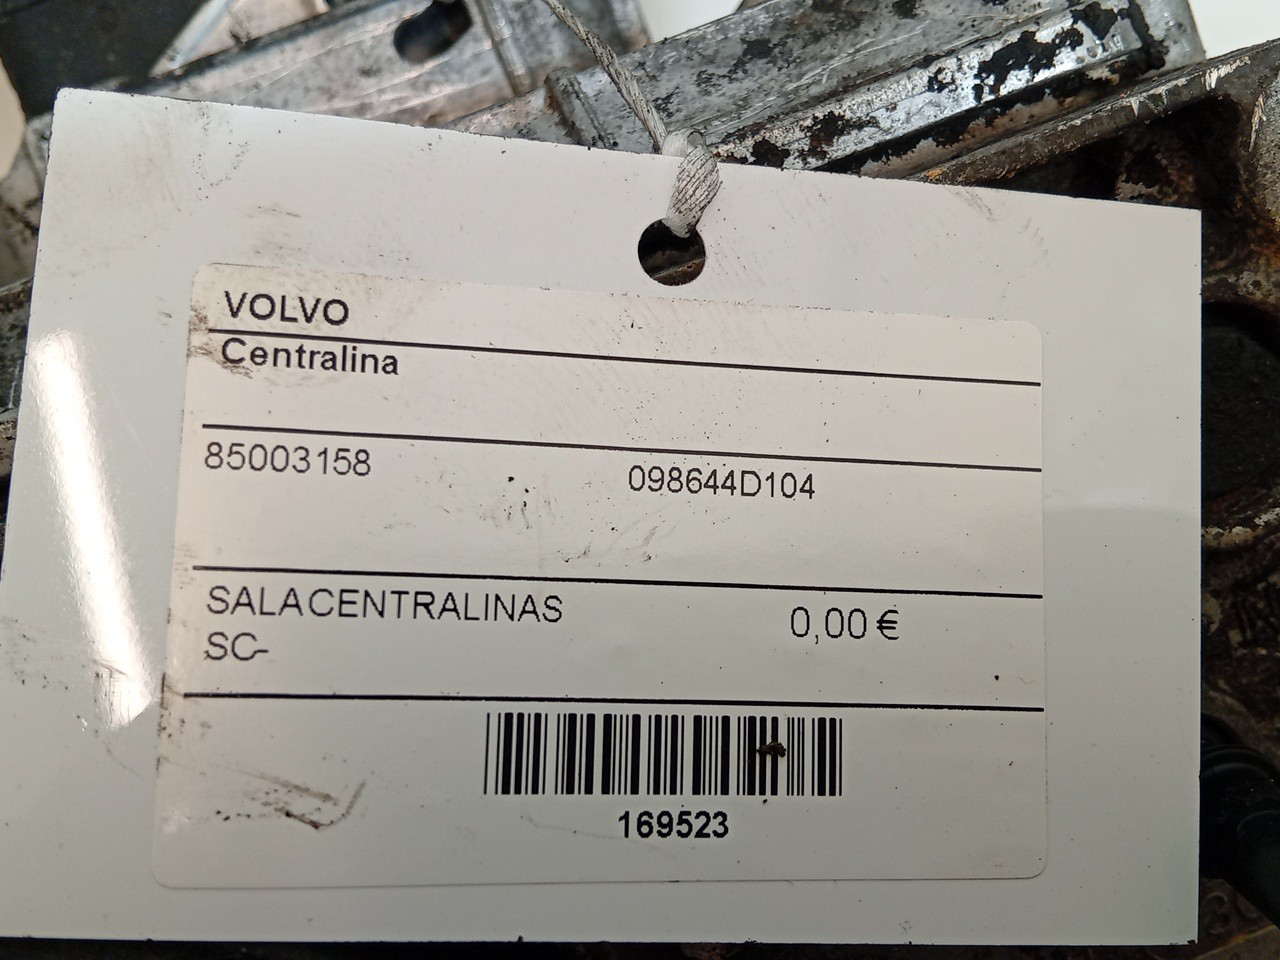 VOLVO
Centralina
85003158 098644D104
SALACENTRALINAS 0,00 €
SC-
169523